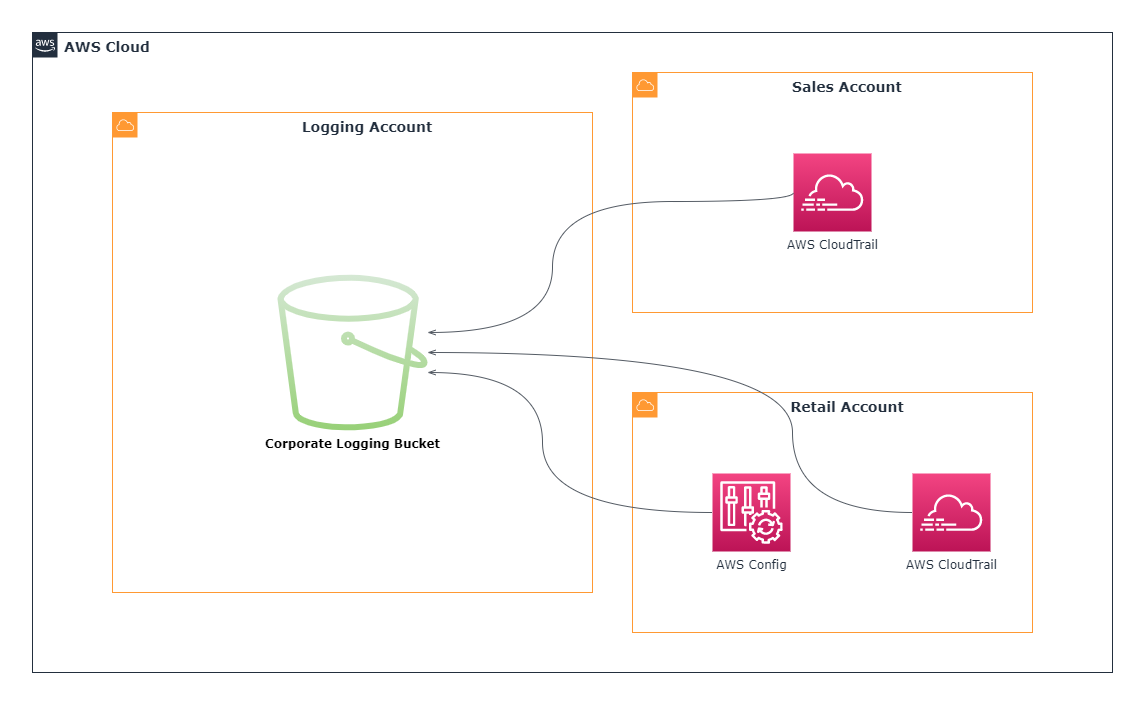 aws
AWS Cloud
Logging Account
Corporate Logging Bucket
Sales Account
AWS CloudTrail
Retail Account
AWS Config
AWS CloudTrail